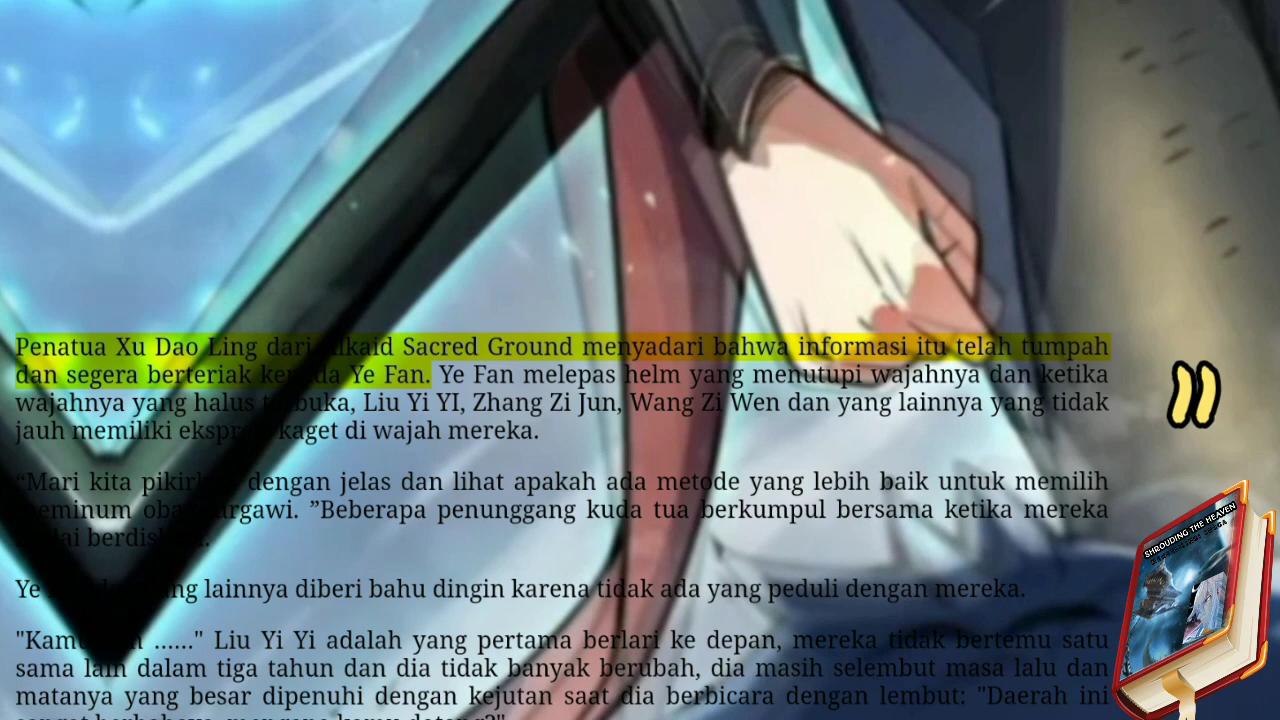 Penatua Xu Dao Ling dari Alkaid Sacred Ground menyadari bahwa informasi itu telah tumpah
dan segera berteriak kepada Ye Fan. Ye Fan melepas helm yang menutupi wajahnya dan ketika
wajahnya yang halus terbuka, Liu Yi YI, Zhang Zi Jun, Wang Zi Wen dan yang lainnya yang tidak
jauh memiliki ekspresi kaget di wajah mereka.
“Mari kita pikirkan dengan jelas dan lihat apakah ada metode yang lebih baik untuk memilih
meminum obat surgawi. ”Beberapa penunggang kuda tua berkumpul bersama ketika mereka
mulai berdiskusi.
Ye yang lainnya diberi bahu dingin karena tidak ada yang peduli dengan mereka.
"Kamu ......" Liu Yi Yi adalah yang pertama berlari ke depan, mereka tidak bertemu satu
sama lain dalam tiga tahun dan dia tidak banyak berubah, dia masih selembut masa lalu dan
matanya yang besar dipenuhi dengan kejutan saat dia berbicara dengan lembut: "Daerah ini
sangat berbahaya, mengapa kamu datang?"
SHROUDING THE HEAVEN